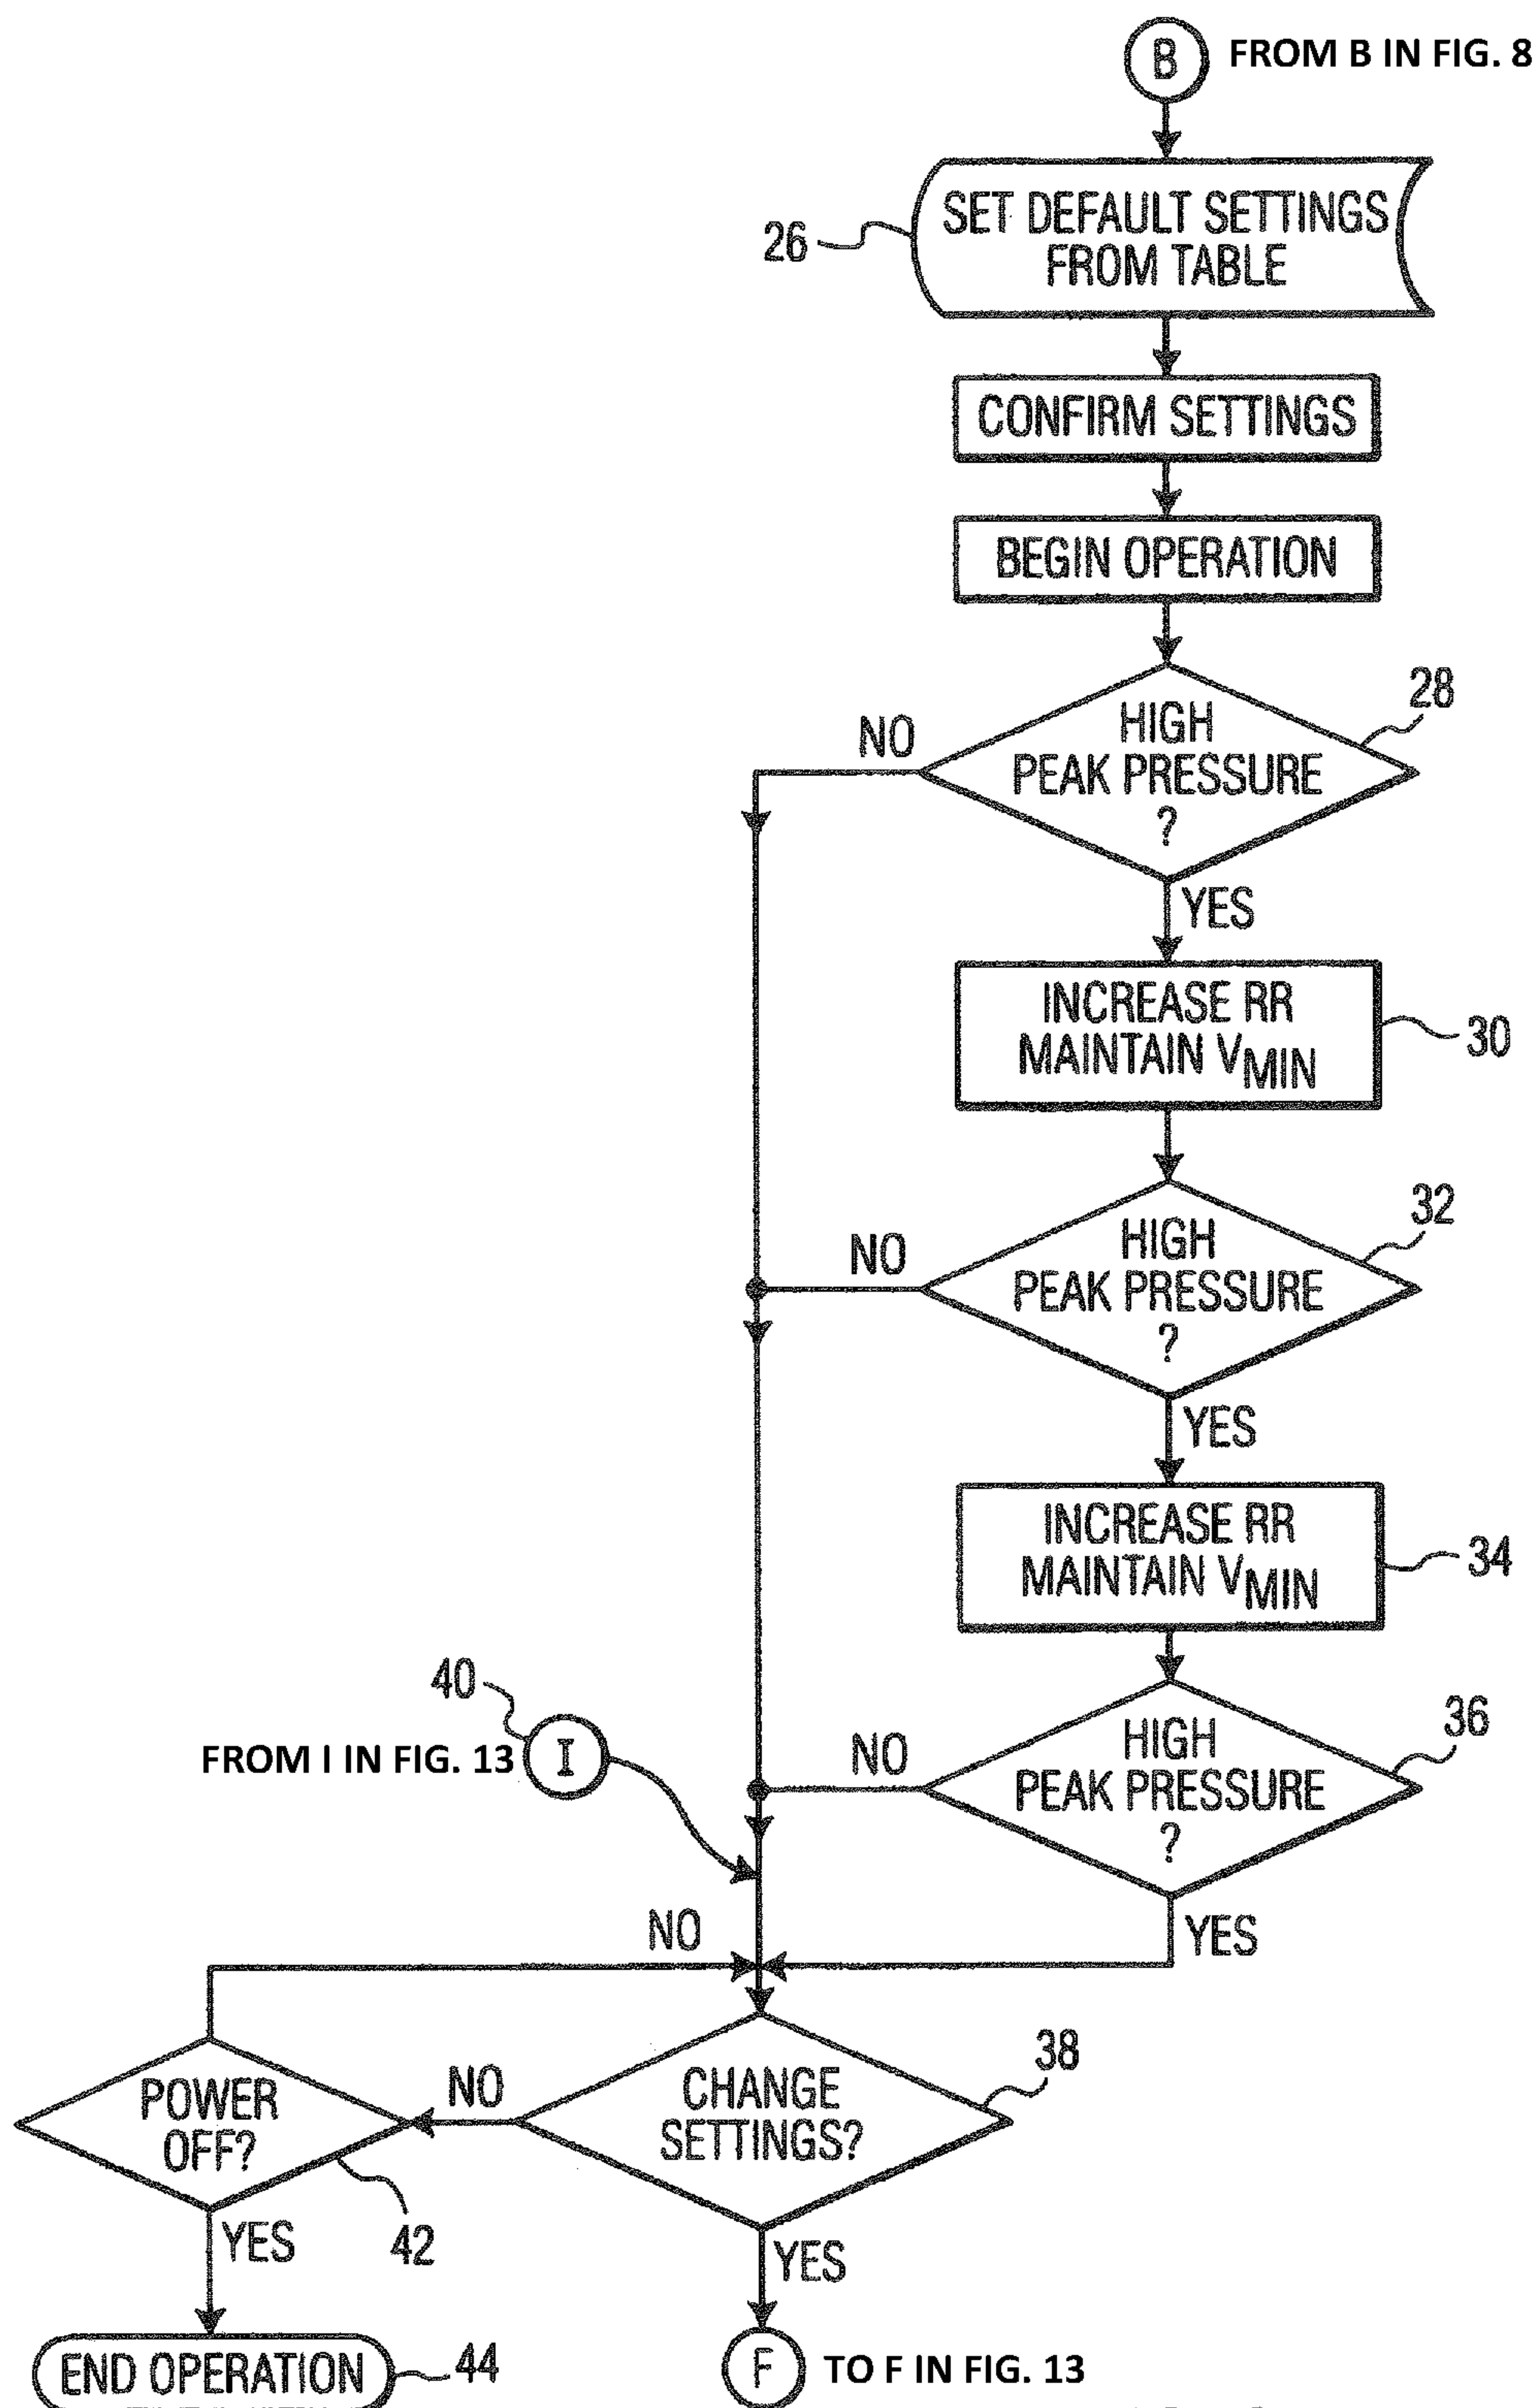 B FROM B IN FIG. 8
SET DEFAULT SETTINGS
FROM TABLE
26
CONFIRM SETTINGS
BEGIN OPERATION
28
NO
HIGH
PEAK PRESSURE
?
YES
INCREASE RR
MAINTAIN VMIN
30
32
NO
HIGH
PEAK PRESSURE
?
YES
INCREASE RR
MAINTAIN VMIN
34
40
FROM I IN FIG. 13 I
36
NO
HIGH
PEAK PRESSURE
?
YES
NO
38
CHANGE
SETTINGS?
NO
POWER
OFF?
42
YES
YES
END OPERATION
44
F TO F IN FIG. 13